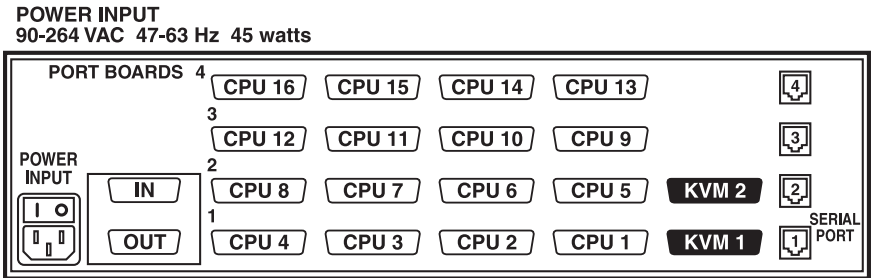 POWER INPUT
90-264 VAC 47-63 Hz 45 watts
PORT BOARDS 4
CPU 16 CPU 15 CPU 14 CPU 13 4
3
CPU 12 CPU 11 CPU 10 CPU 9 3
POWER
INPUT
2
IN CPU 8 CPU 7 CPU 6 CPU 5 KVM 2 2
I O
1
SERIAL
PORT
OUT CPU 4 CPU 3 CPU 2 CPU 1 KVM 1 1